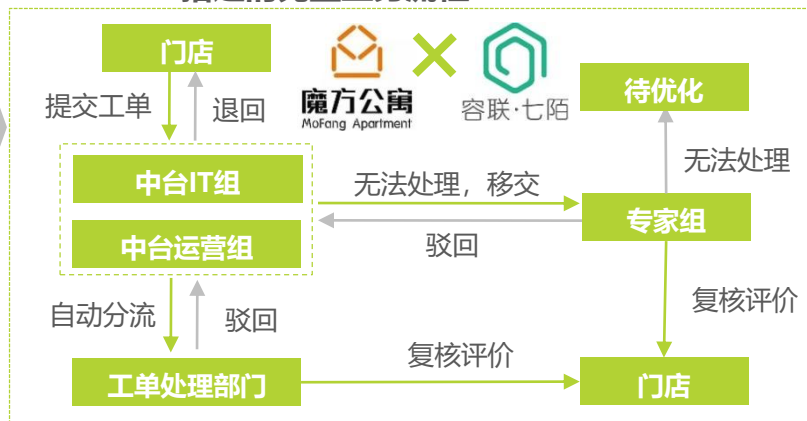 门店
提交工单
退回
魔方公寓
MoFang Apartment
容联·七陌
待优化
无法处理
中台IT组
中台运营组
无法处理，移交
驳回
专家组
自动分流
驳回
复核评价
复核评价
工单处理部门
门店